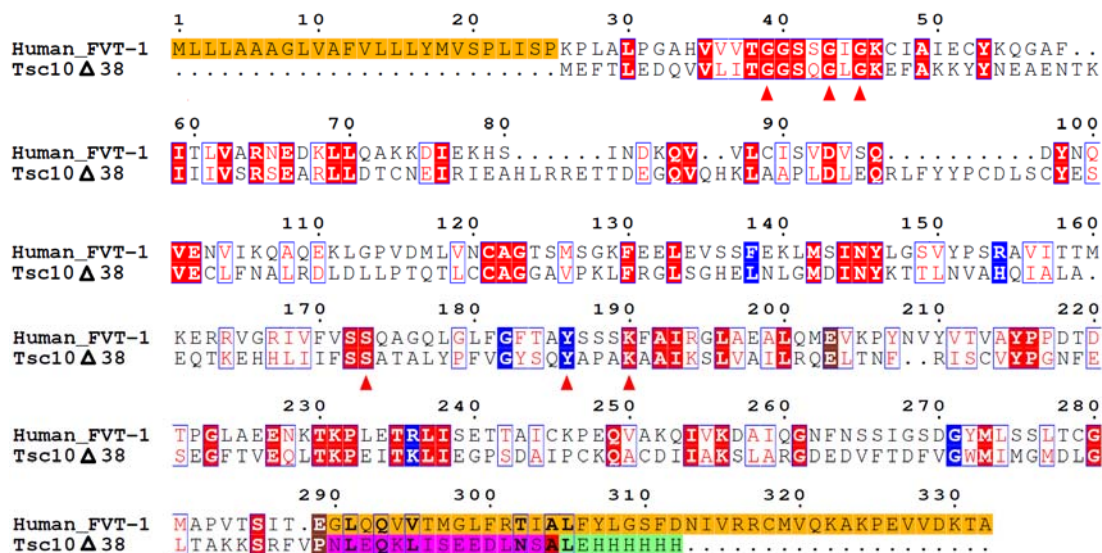 1 10 20 30 40 50
Human_FVT-1 MLLLAAAGLVAFVLLLYMVSPLISPKPLALPGAHVVVTGGSSGIGKCIAIECYKQGAF..
Tsc10Δ38 .........................MEFTLEDQVVLITGGSQGLGKEFAKKYYNEAENTK
60 70 80 90 100
Human_FVT-1 ITLVARNEDKLLQAKKDIEKHS......INDKQV..VLCISVDVSQ..........DYNQ
Tsc10Δ38 IIIVSRSEARLLDTCNEIRIEAHLRRETTDEGQVQHKLAAPLDLEQRLFYYPCDLSCYES
110 120 130 140 150 160
Human_FVT-1 VENVIKQAQEKLGPVDMLVNCAGTSMSGKFEELEVSSFEKLMSINYLGSVYPSRAVITTM
Tsc10Δ38 VECLFNALRDLDLLPTQTLCCAGGAVPKLFRGLSGHELNLGMDINYKTTLNVAHQIALA.
170 180 190 200 210 220
Human_FVT-1 KERRVGRIVFVSSQAGQLGLFGFTAYSSSKFAIRGLAEALQMEVKPYNVYVTVAYPPDTD
Tsc10Δ38 EQTKEHHLIIFSSATALYPFVGYSQYAPAKAAIKSLVAILRQELTNF..RISCVYPGNFE
230 240 250 260 270 280
Human_FVT-1 TPGLAEENKTKPLETRLISETTAICKPEQVAKQIVKDAIQGNFNSSIGSDGYMLSSLTCG
Tsc10Δ38 SEGFTVEQLTKPEITKLIEGPSDAIPCKQACDIIAKSLARGDEDVFTDFVGWMIMGMDLG
290 300 310 320 330
Human_FVT-1 MAPVTSIT.EGLQQVVTMGLFRTIALFYLGSFDNIVRRCMVQKAKPEVVDKTA
Tsc10Δ38 LTAKKSRFVPNLEQKLISEEDLNSALEHHHHHH....................